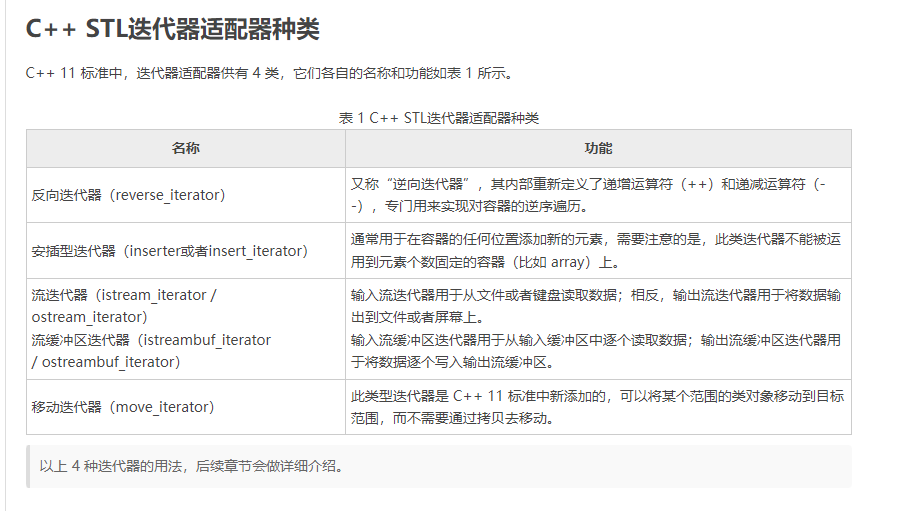 C++ STL迭代器适配器种类
C++ 11 标准中，迭代器适配器供有 4 类，它们各自的名称和功能如表 1 所示。
表 1 C++ STL迭代器适配器种类
名称
功能
反向迭代器（reverse_iterator）
又称“逆向迭代器”，其内部重新定义了递增运算符（++）和递减运算符（-
-），专门用来实现对容器的逆序遍历。
安插型迭代器（inserter或者insert_iterator）
通常用于在容器的任何位置添加新的元素，需要注意的是，此类迭代器不能被运
用到元素个数固定的容器（比如 array）上。
流迭代器（istream_iterator /
ostream_iterator）
流缓冲区迭代器（istreambuf_iterator
/ ostreambuf_iterator）
输入流迭代器用于从文件或者键盘读取数据；相反，输出流迭代器用于将数据输
出到文件或者屏幕上。
输入流缓冲区迭代器用于从输入缓冲区中逐个读取数据；输出流缓冲区迭代器用
于将数据逐个写入输出流缓冲区。
移动迭代器（move_iterator）
此类型迭代器是 C++ 11 标准中新添加的，可以将某个范围的类对象移动到目标
范围，而不需要通过拷贝去移动。
以上 4 种迭代器的用法，后续章节会做详细介绍。